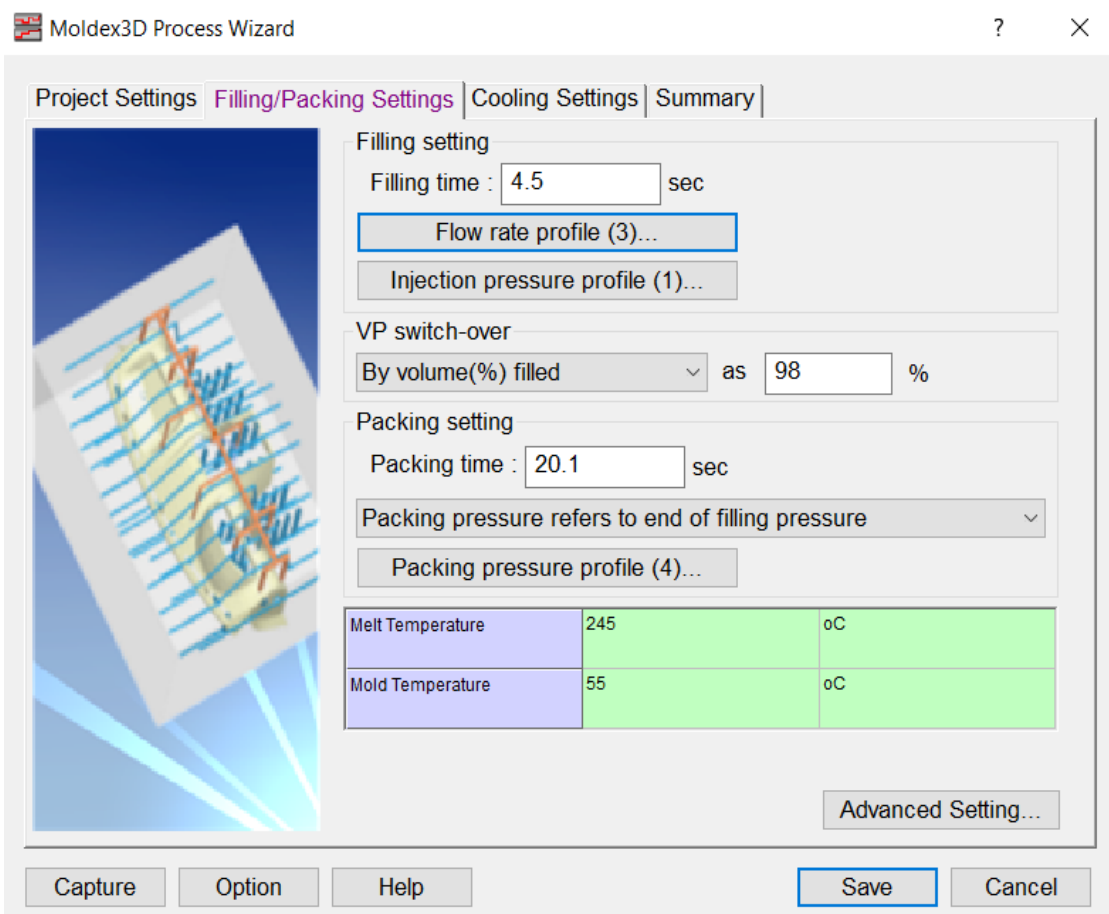 Moldex3D Process Wizard ?
Project Settings Filling/Packing Settings Cooling Settings Summary
Filling setting
Filling time : 4.5 sec
Flow rate profile (3)...
Injection pressure profile (1)...
VP switch-over
By volume(%) filled as 98 %
Packing setting
Packing time : 20.1 sec
Packing pressure refers to end of filling pressure
Packing pressure profile (4)...
Melt Temperature 245 oC
Mold Temperature 55 oC
Advanced Setting...
Capture Option Help Save Cancel